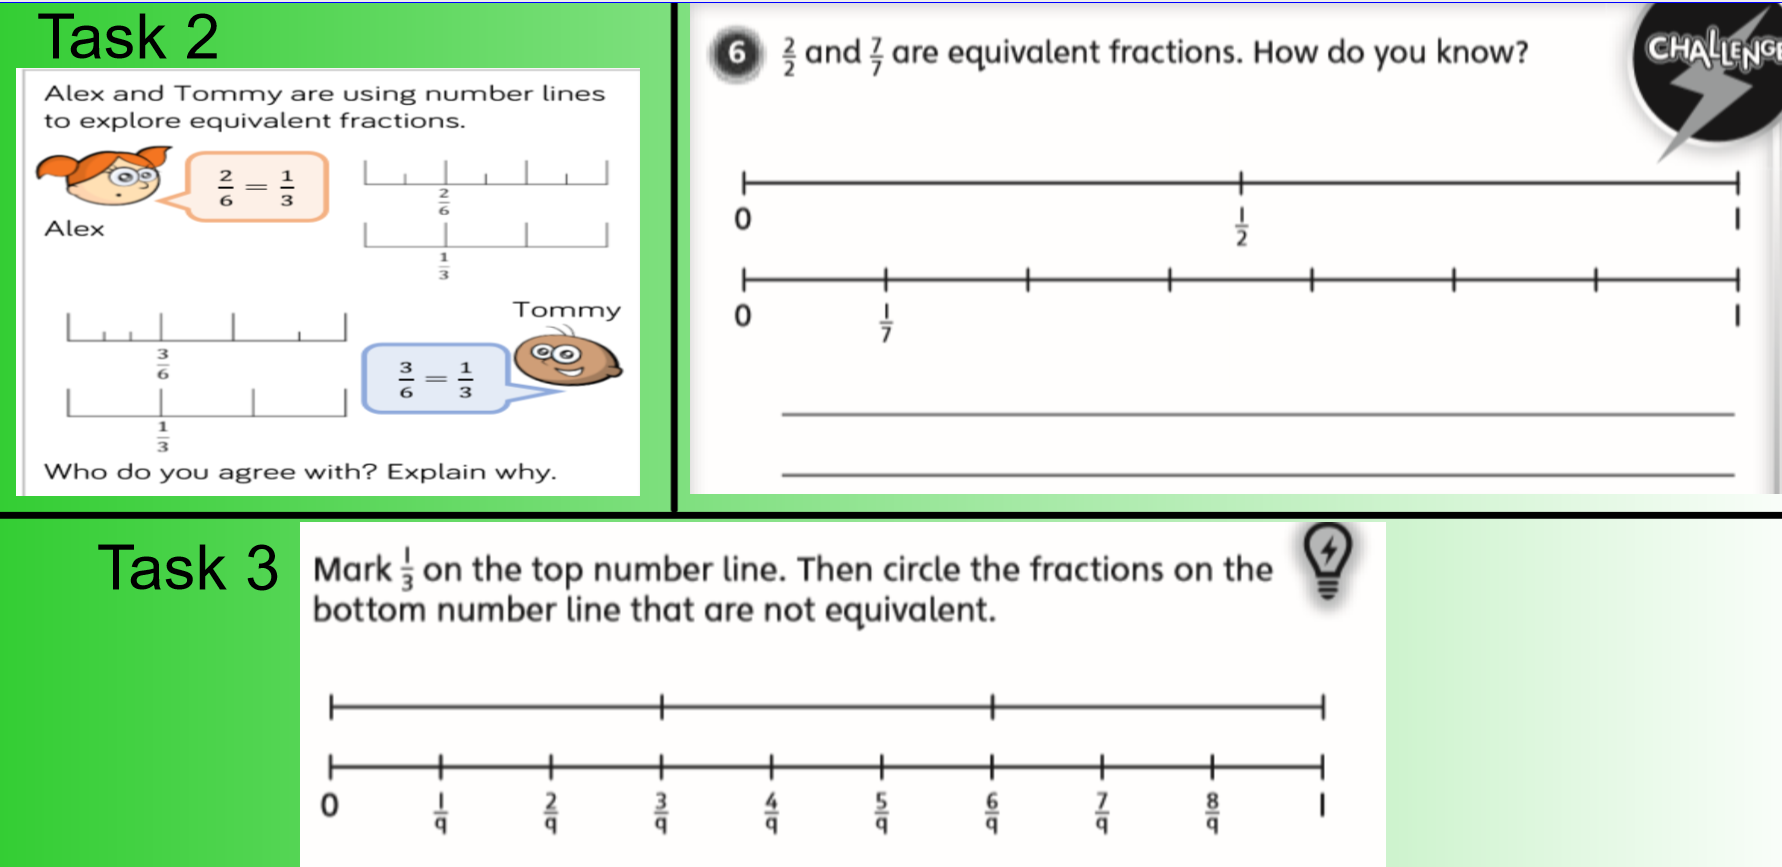 Task 2
Alex and Tommy are using number lines
to explore equivalent fractions.
2/6 = 1/3
Alex
2/6
1/3
Tommy
3/6
3/6 = 1/3
1/3
Who do you agree with? Explain why.
6 2/2 and 7/7 are equivalent fractions. How do you know?
CHALLENGE
0 1/2 1
0 1/7 1
Task 3
Mark 1/3 on the top number line. Then circle the fractions on the
bottom number line that are not equivalent.
0 1/9 2/9 3/9 4/9 5/9 6/9 7/9 8/9 1